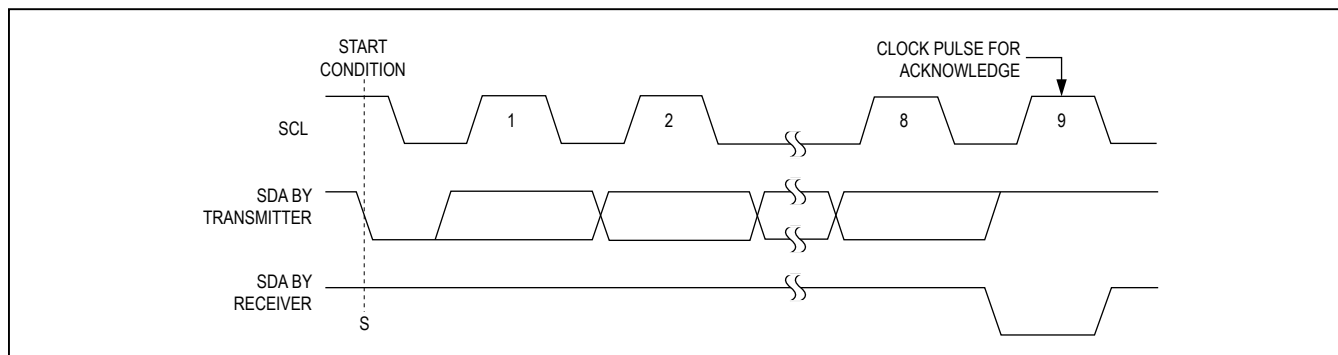 START
CONDITION
CLOCK PULSE FOR
ACKNOWLEDGE
SCL
1
2
8
9
SDA BY
TRANSMITTER
SDA BY
RECEIVER
S